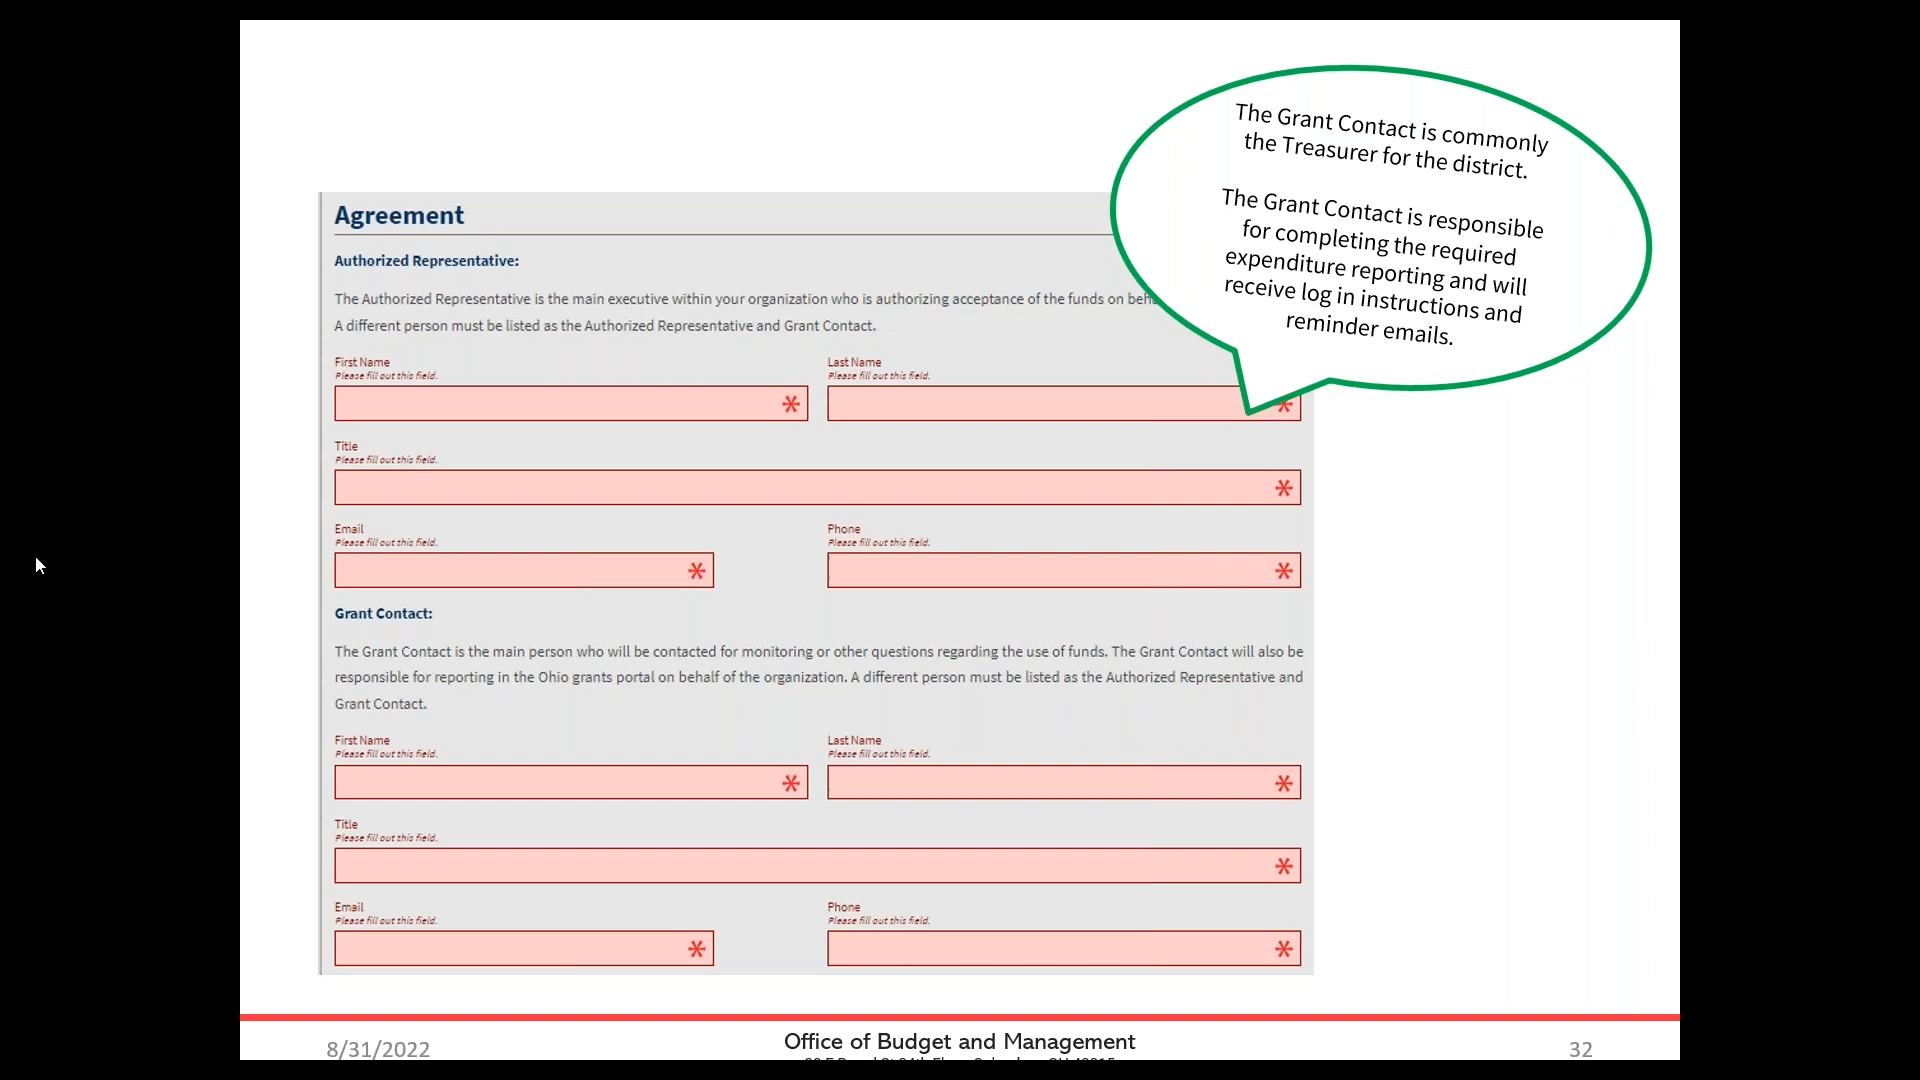 The Grant Contact is commonly
the Treasurer for the district.
The Grant Contact is responsible
for completing the required
expenditure reporting and will
receive log in instructions and
reminder emails.
Agreement
Authorized Representative:
The Authorized Representative is the main executive within your organization who is authorizing acceptance of the funds on
A different person must be listed as the Authorized Representative and Grant Contact.
First Name Last Name
Please fill out this field. Please fill out this field.
* *
Title
Please fill out this field.
*
Email Phone
Please fill out this field. Please fill out this field.
* *
Grant Contact:
The Grant Contact is the main person who will be contacted for monitoring or other questions regarding the use of funds. The Grant Contact will also be
responsible for reporting in the Ohio grants portal on behalf of the organization. A different person must be listed as the Authorized Representative and
Grant Contact.
First Name Last Name
Please fill out this field. Please fill out this field.
* *
Title
Please fill out this field.
*
Email Phone
Please fill out this field. Please fill out this field.
* *
8/31/2022 Office of Budget and Management 32